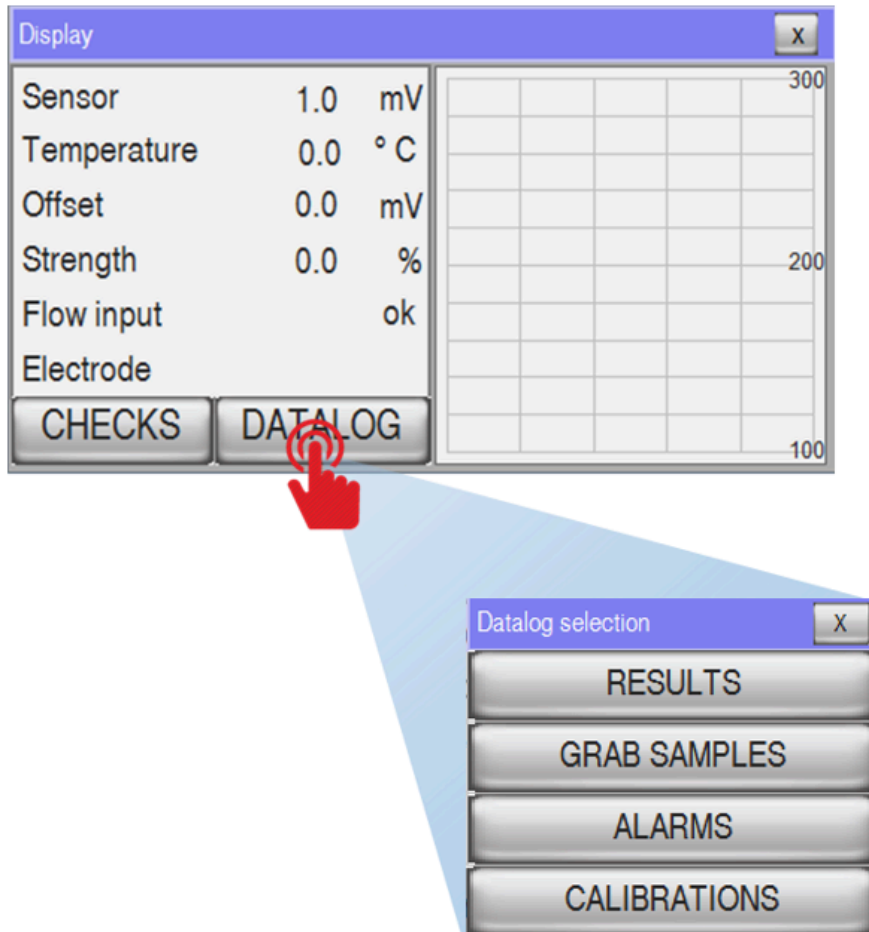 Display X
Sensor 1.0 mV
Temperature 0.0 ° C
Offset 0.0 mV
Strength 0.0 %
Flow input ok
Electrode
CHECKS DATALOG
300
200
100
Datalog selection X
RESULTS
GRAB SAMPLES
ALARMS
CALIBRATIONS